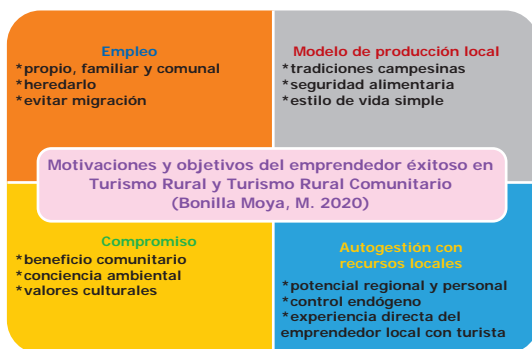 Empleo
*propio, familiar y comunal
*heredarlo
*evitar migración
Modelo de producción local
*tradiciones campesinas
*seguridad alimentaria
*estilo de vida simple
Motivaciones y objetivos del emprendedor éxitoso en
Turismo Rural y Turismo Rural Comunitario
(Bonilla Moya, M. 2020)
Compromiso
*beneficio comunitario
*conciencia ambiental
*valores culturales
Autogestión con
recursos locales
*potencial regional y personal
*control endógeno
*experiencia directa del
emprendedor local con turista